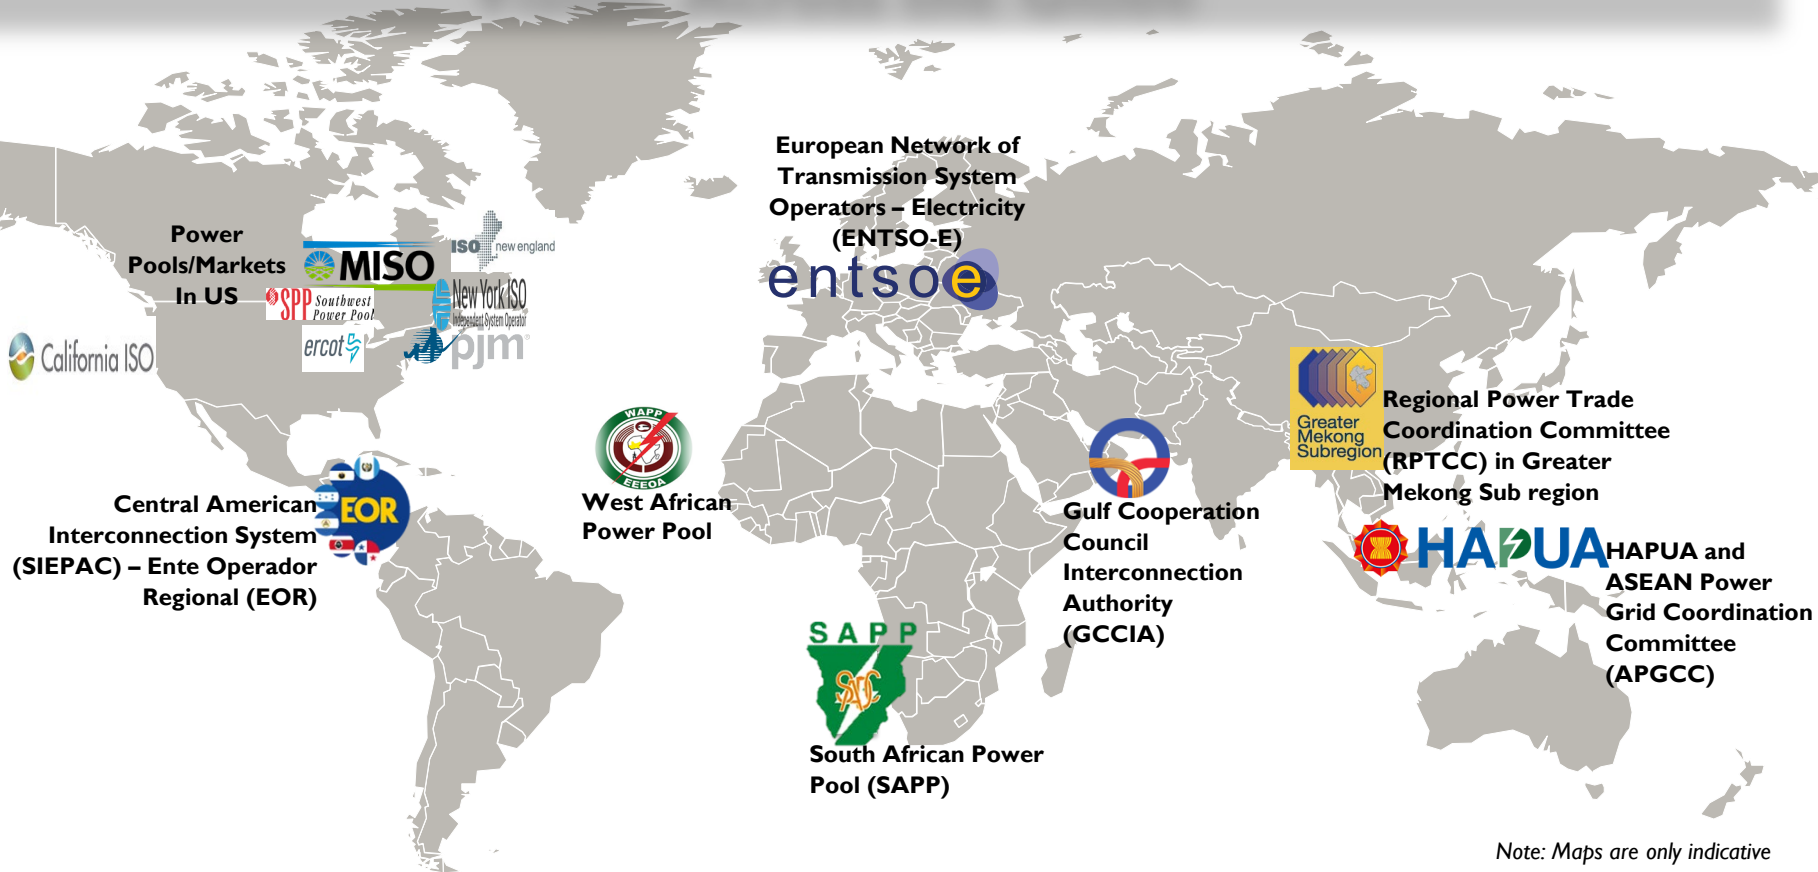 European Network of
Transmission System
Operators – Electricity
(ENTSO-E)
entsoe
Power
Pools/Markets
In US
MISO
ISO new england
SPP Southwest
Power Pool
New York ISO
Independent System Operator
ercot
pjm
California ISO
Greater
Mekong
Subregion
Regional Power Trade
Coordination Committee
(RPTCC) in Greater
Mekong Sub region
WAPP
EEEOA
West African
Power Pool
EOR
Central American
Interconnection System
(SIEPAC) – Ente Operador
Regional (EOR)
Gulf Cooperation
Council
Interconnection
Authority
(GCCIA)
HAPUA
HAPUA and
ASEAN Power
Grid Coordination
Committee
(APGCC)
SAPP
SADC
South African Power
Pool (SAPP)
Note: Maps are only indicative